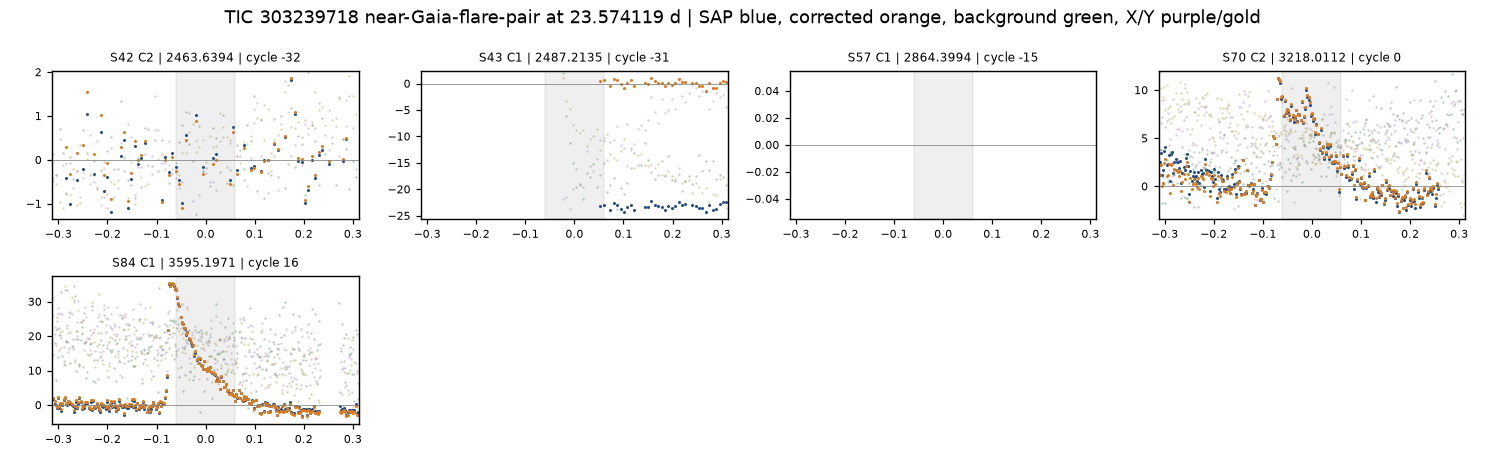 TIC 303239718 near-Gaia-flare-pair at 23.574119 d | SAP blue, corrected orange, background green, X/Y purple/gold
S42 C2 | 2463.6394 | cycle -32
S43 C1 | 2487.2135 | cycle -31
S57 C1 | 2864.3994 | cycle -15
S70 C2 | 3218.0112 | cycle 0
2
1
0
−1
−0.3 −0.2 −0.1 0.0 0.1 0.2 0.3
0
−5
−10
−15
−20
−25
−0.3 −0.2 −0.1 0.0 0.1 0.2 0.3
0.04
0.02
0.00
−0.02
−0.04
−0.3 −0.2 −0.1 0.0 0.1 0.2 0.3
10
5
0
−0.3 −0.2 −0.1 0.0 0.1 0.2 0.3
S84 C1 | 3595.1971 | cycle 16
30
20
10
0
−0.3 −0.2 −0.1 0.0 0.1 0.2 0.3